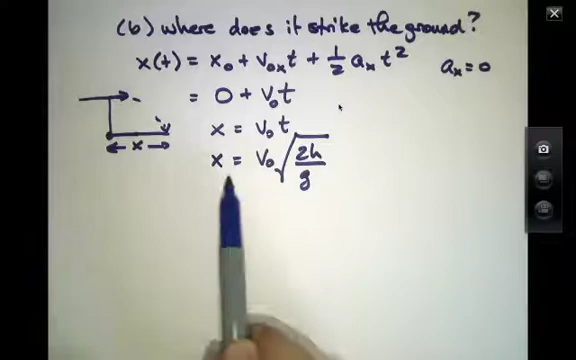 (b) where does it strike the ground?
x(t) = x₀ + v₀ₓt + 1/2 aₓt²
aₓ = 0
= 0 + v₀t
x = v₀t
x = v₀√(2h/g)
x